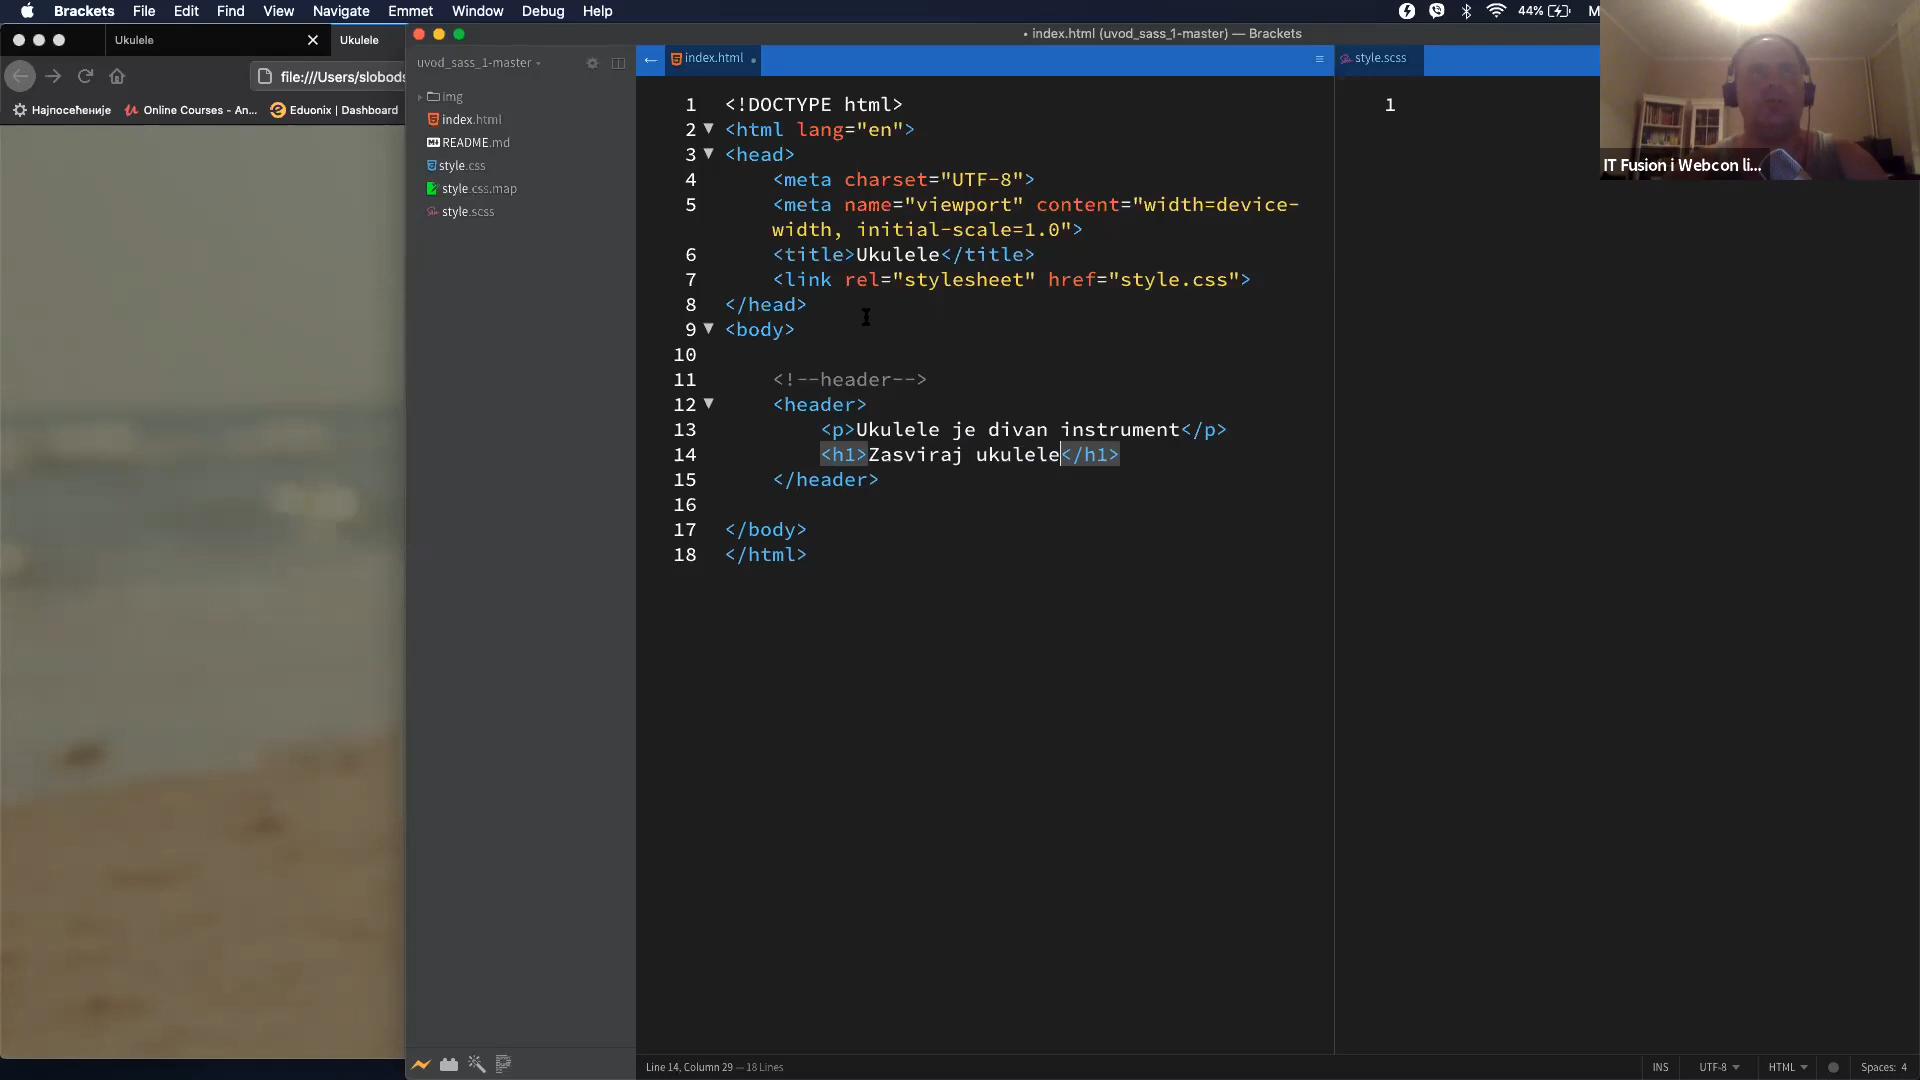 Brackets File Edit Find View Navigate Emmet Window Debug Help
44% M
Ukulele
Ukulele
file:///Users/slobods
Најпосећеније Online Courses - An... Eduonix | Dashboard
• index.html (uvod_sass_1-master) — Brackets
uvod_sass_1-master
img
index.html
README.md
style.css
style.css.map
style.scss
index.html
style.scss
1 <!DOCTYPE html>
2 <html lang="en">
3 <head>
4 <meta charset="UTF-8">
5 <meta name="viewport" content="width=device-
width, initial-scale=1.0">
6 <title>Ukulele</title>
7 <link rel="stylesheet" href="style.css">
8 </head>
9 <body>
10
11 <!--header-->
12 <header>
13 <p>Ukulele je divan instrument</p>
14 <h1>Zasviraj ukulele</h1>
15 </header>
16
17 </body>
18 </html>
1
IT Fusion i Webcon li...
Line 14, Column 29 — 18 Lines
INS UTF-8 HTML Spaces: 4